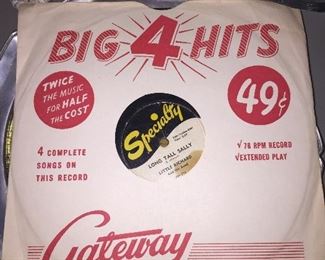 BIG 4 HITS
TWICE
THE MUSIC
FOR HALF
THE COST
49¢
Specialty
LONG TALL SALLY
LITTLE RICHARD
4 COMPLETE
SONGS ON
THIS RECORD
√ 78 RPM RECORD
√ EXTENDED PLAY
Gateway